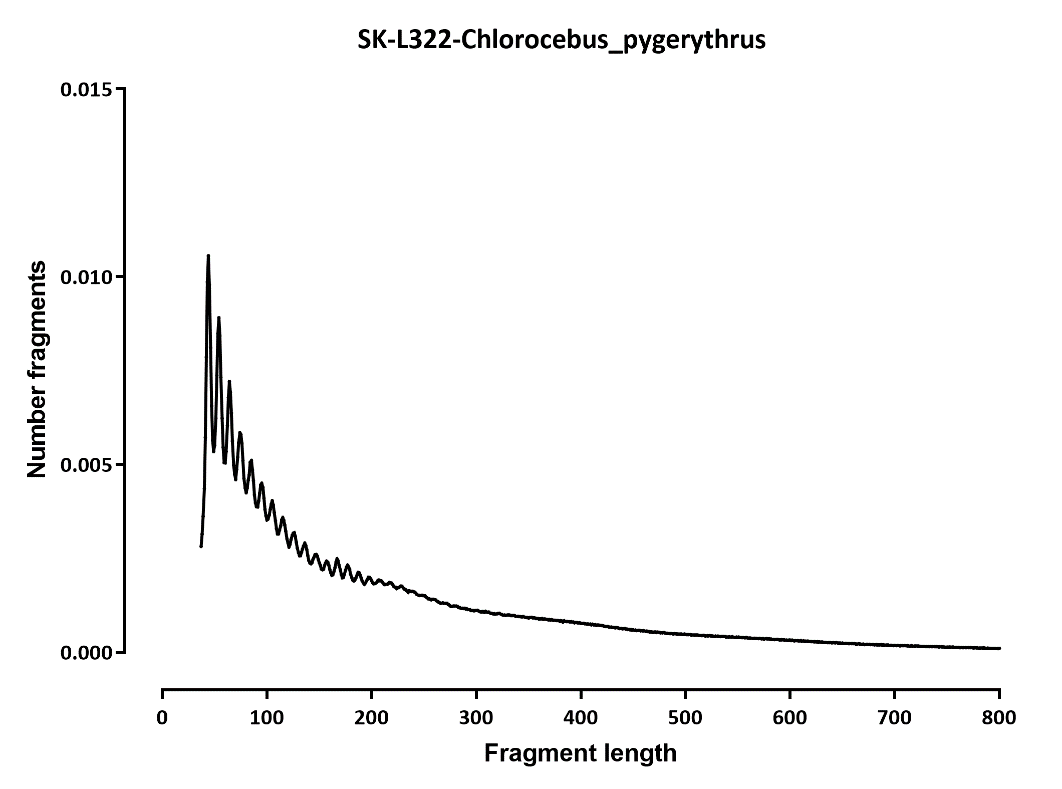 SK-L322-Chlorocebus_pygerythrus
0.015
0.010
0.005
0.000
Number fragments
0 100 200 300 400 500 600 700 800
Fragment length